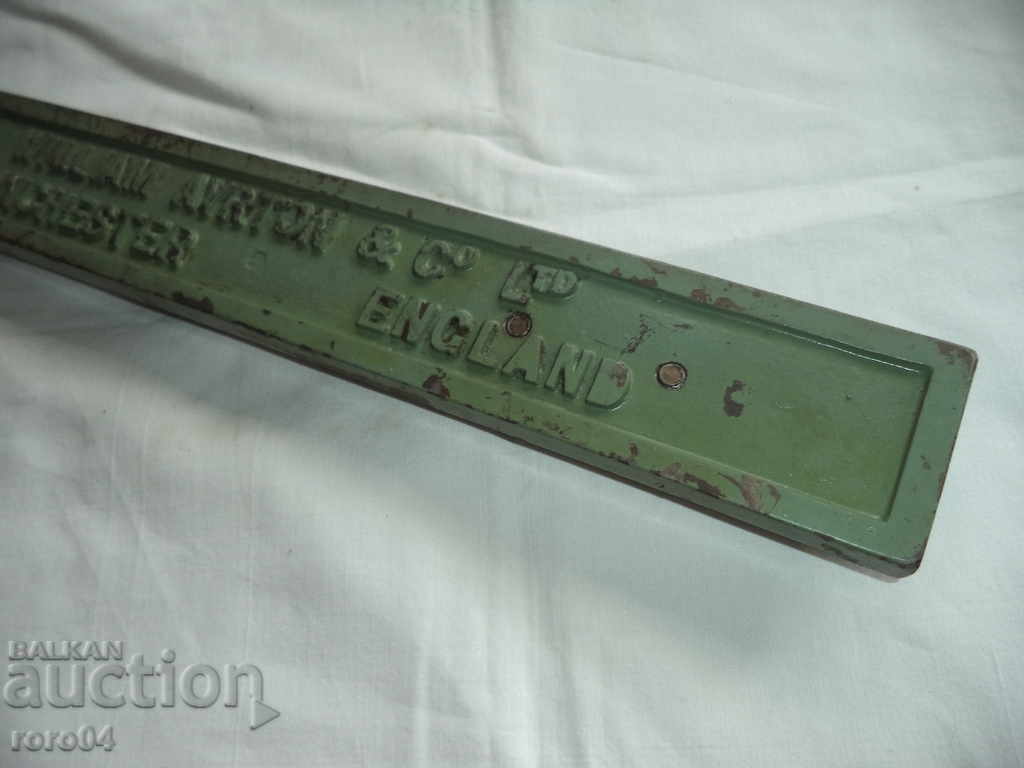 AYRTON & CO LTD
ENGLAND
BALKAN
auction
roro04